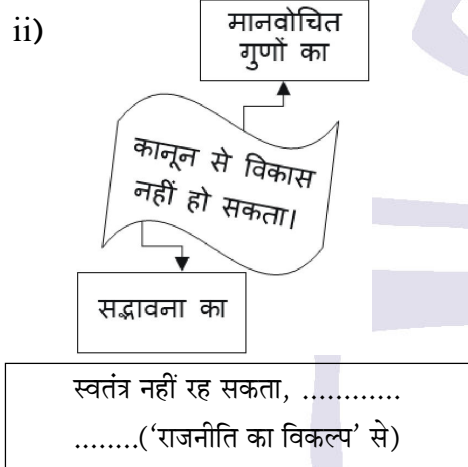 ii)
मानवोचित
गुणों का
कानून से विकास
नहीं हो सकता।
सद्भावना का
स्वतंत्र नहीं रह सकता, ............
........(‘राजनीति का विकल्प’ से)